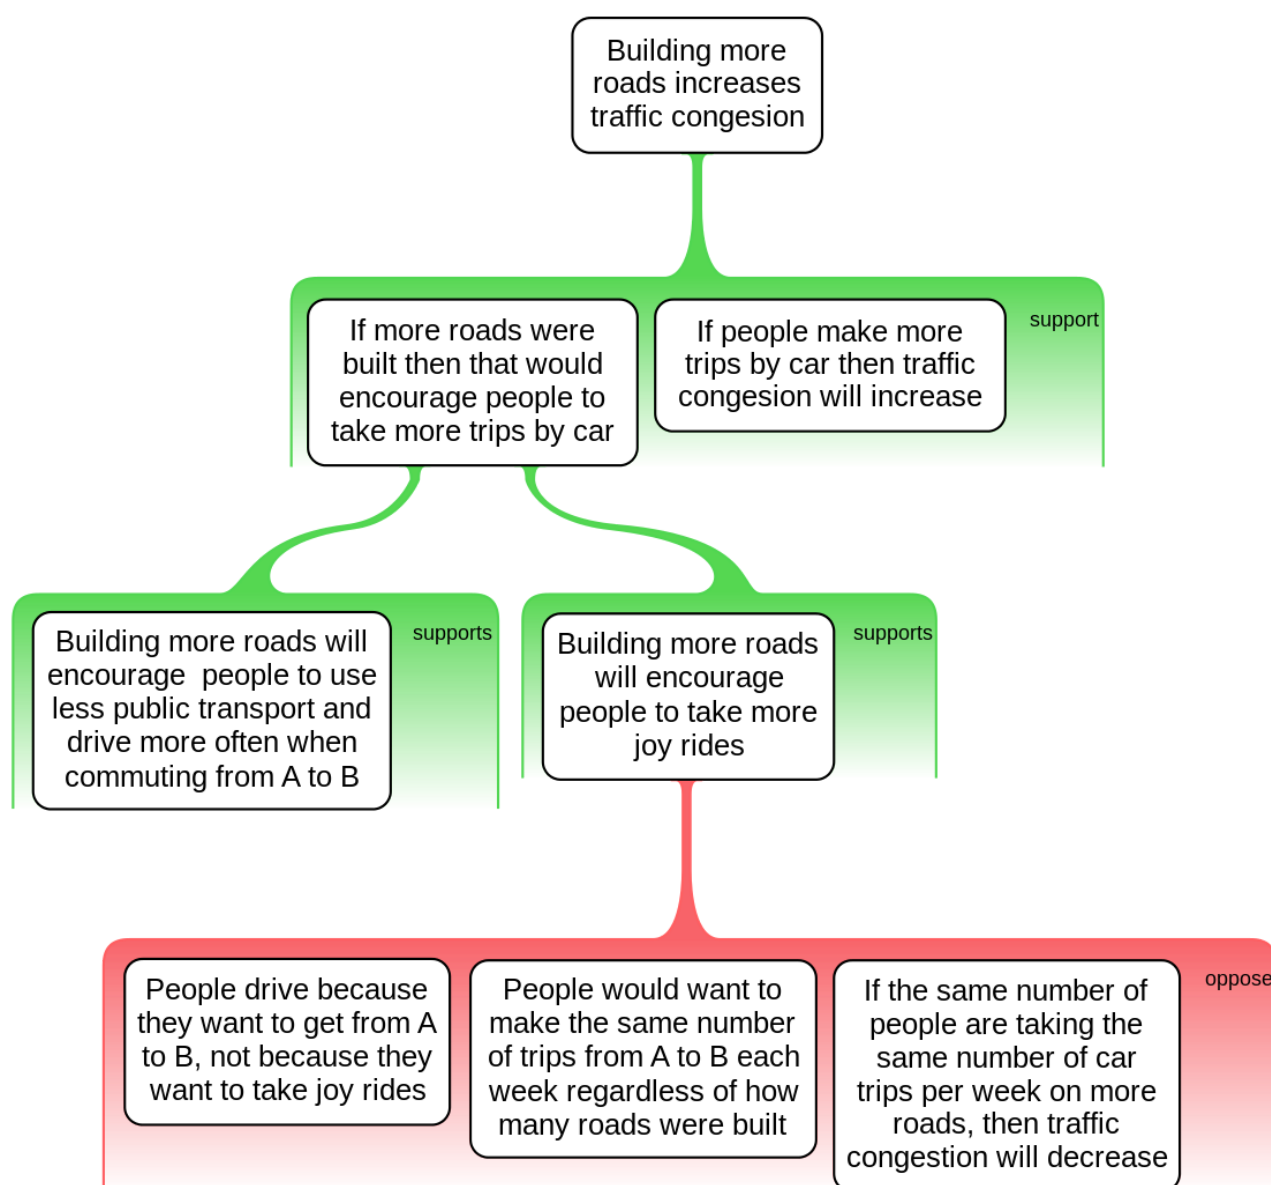 Building more
roads increases
traffic congesion
If more roads were
built then that would
encourage people to
take more trips by car
If people make more
trips by car then traffic
congesion will increase
support
Building more roads will
encourage  people to use
less public transport and
drive more often when
commuting from A to B
supports
Building more roads
will encourage
people to take more
joy rides
supports
People drive because
they want to get from A
to B, not because they
want to take joy rides
People would want to
make the same number
of trips from A to B each
week regardless of how
many roads were built
If the same number of
people are taking the
same number of car
trips per week on more
roads, then traffic
congestion will decrease
oppose